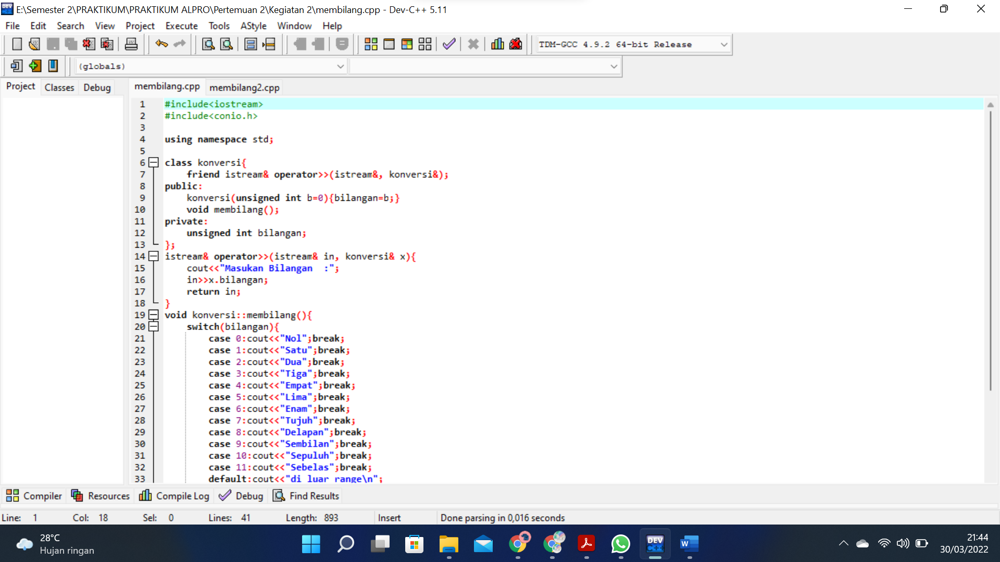 E:\Semester 2\PRAKTIKUM\PRAKTIKUM ALPRO\Pertemuan 2\Kegiatan 2\membilang.cpp - Dev-C++ 5.11
File Edit Search View Project Execute Tools AStyle Window Help
TDM-GCC 4.9.2 64-bit Release
(globals)
Project Classes Debug membilang.cpp membilang2.cpp
1 #include<iostream>
2 #include<conio.h>
3
4 using namespace std;
5
6 class konversi{
7     friend istream& operator>>(istream&, konversi&);
8 public:
9     konversi(unsigned int b=0){bilangan=b;}
10     void membilang();
11 private:
12     unsigned int bilangan;
13 };
14 istream& operator>>(istream& in, konversi& x){
15     cout<<"Masukan Bilangan  :";
16     in>>x.bilangan;
17     return in;
18 }
19 void konversi::membilang(){
20     switch(bilangan){
21         case 0:cout<<"Nol";break;
22         case 1:cout<<"Satu";break;
23         case 2:cout<<"Dua";break;
24         case 3:cout<<"Tiga";break;
25         case 4:cout<<"Empat";break;
26         case 5:cout<<"Lima";break;
27         case 6:cout<<"Enam";break;
28         case 7:cout<<"Tujuh";break;
29         case 8:cout<<"Delapan";break;
30         case 9:cout<<"Sembilan";break;
31         case 10:cout<<"Sepuluh";break;
32         case 11:cout<<"Sebelas";break;
33         default:cout<<"di luar range\n";
Compiler Resources Compile Log Debug Find Results
Line: 1 Col: 18 Sel: 0 Lines: 41 Length: 893 Insert Done parsing in 0,016 seconds
28°C
Hujan ringan
DEV
C++
W
21:44
30/03/2022